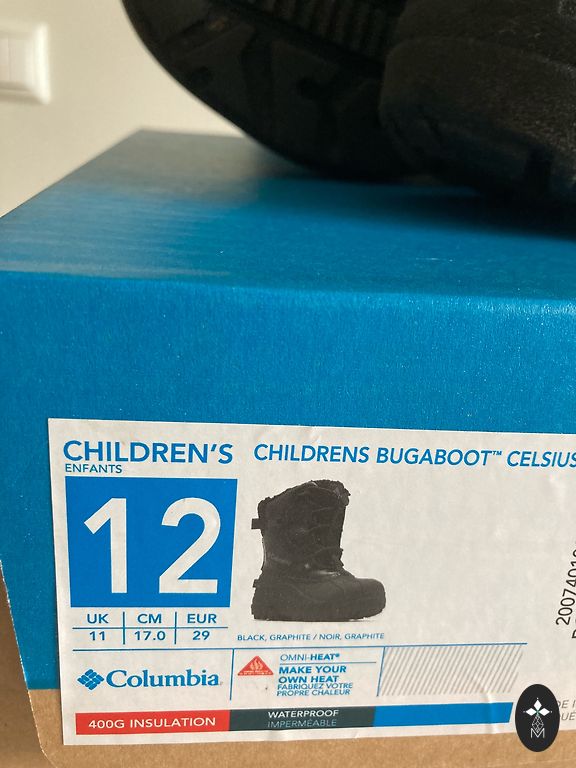 CHILDREN'S
ENFANTS
CHILDRENS BUGABOOT™ CELSIUS
12
UK CM EUR
11 17.0 29
BLACK, GRAPHITE / NOIR, GRAPHITE
Columbia
OMNI-HEAT®
MAKE YOUR
OWN HEAT
FABRIQUEZ VOTRE
PROPRE CHALEUR
400G INSULATION
WATERPROOF
IMPERMÉABLE
M